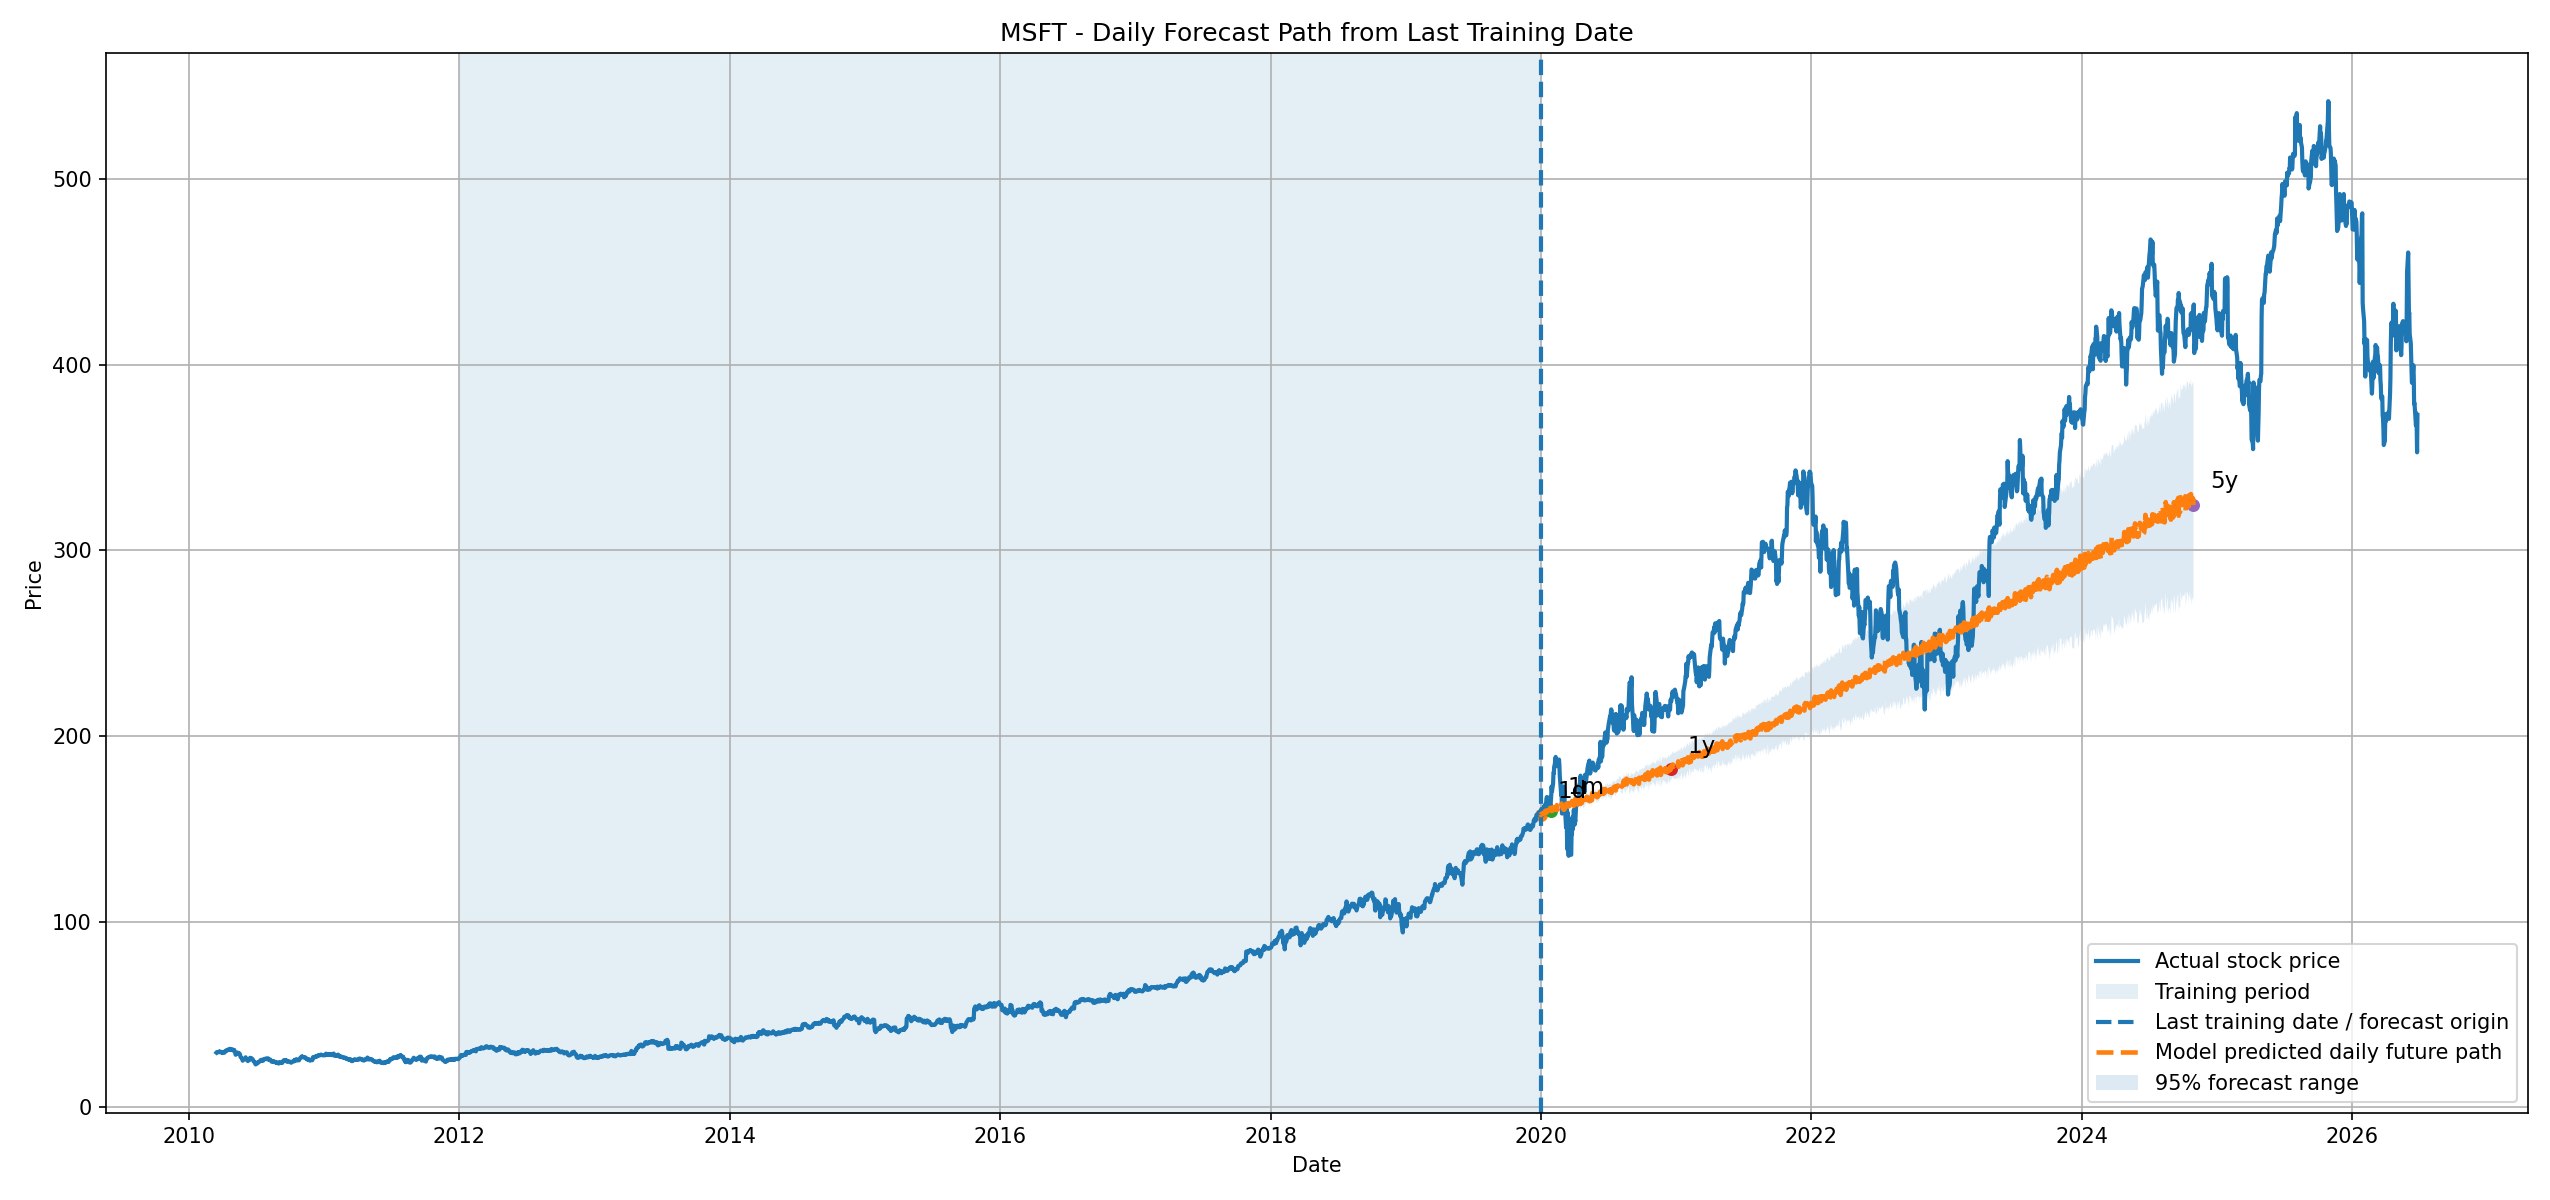 MSFT - Daily Forecast Path from Last Training Date
Price
500
400
300
200
100
0
5y
1y
1d
1m
Actual stock price
Training period
Last training date / forecast origin
Model predicted daily future path
95% forecast range
2010
2012
2014
2016
2018
2020
2022
2024
2026
Date